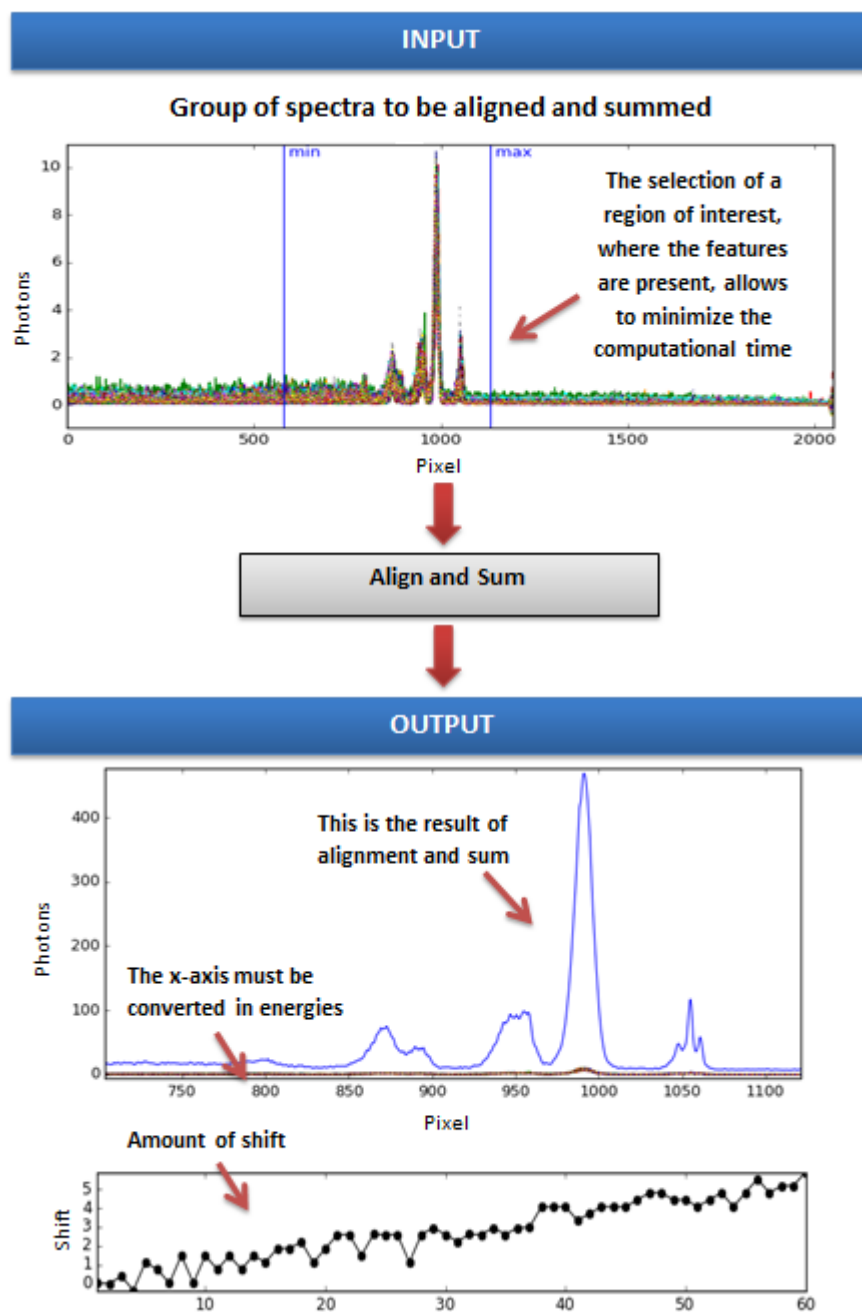 INPUT
Group of spectra to be aligned and summed
min
max
10
8
6
4
2
0
Photons
The selection of a
region of interest,
where the features
are present, allows
to minimize the
computational time
0
500
1000
1500
2000
Pixel
Align and Sum
OUTPUT
400
300
200
100
0
Photons
This is the result of
alignment and sum
The x-axis must be
converted in energies
750
800
850
900
950
1000
1050
1100
Pixel
Amount of shift
5
4
3
2
1
0
Shift
10
20
30
40
50
60